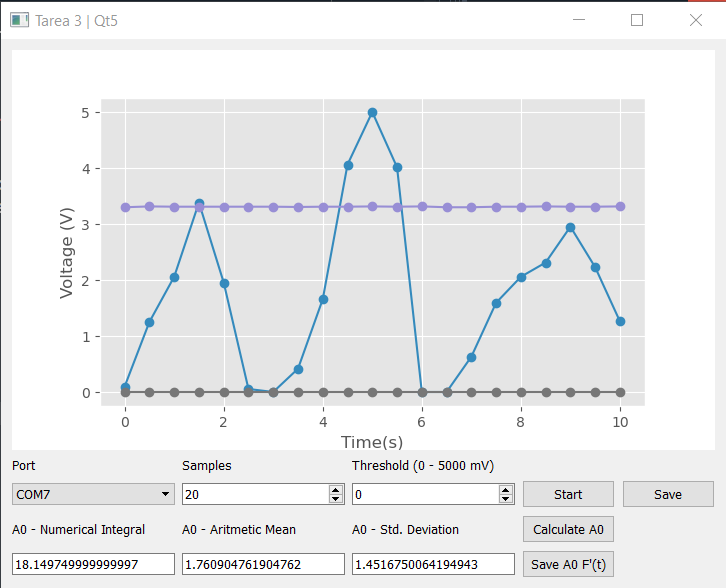 Tarea 3 | Qt5
5
4
3
2
1
0
Voltage (V)
0 2 4 6 8 10
Time(s)
Port Samples Threshold (0 - 5000 mV)
COM7 20 0 Start Save
A0 - Numerical Integral A0 - Aritmetic Mean A0 - Std. Deviation Calculate A0
18.149749999999997 1.760904761904762 1.4516750064194943 Save A0 F'(t)